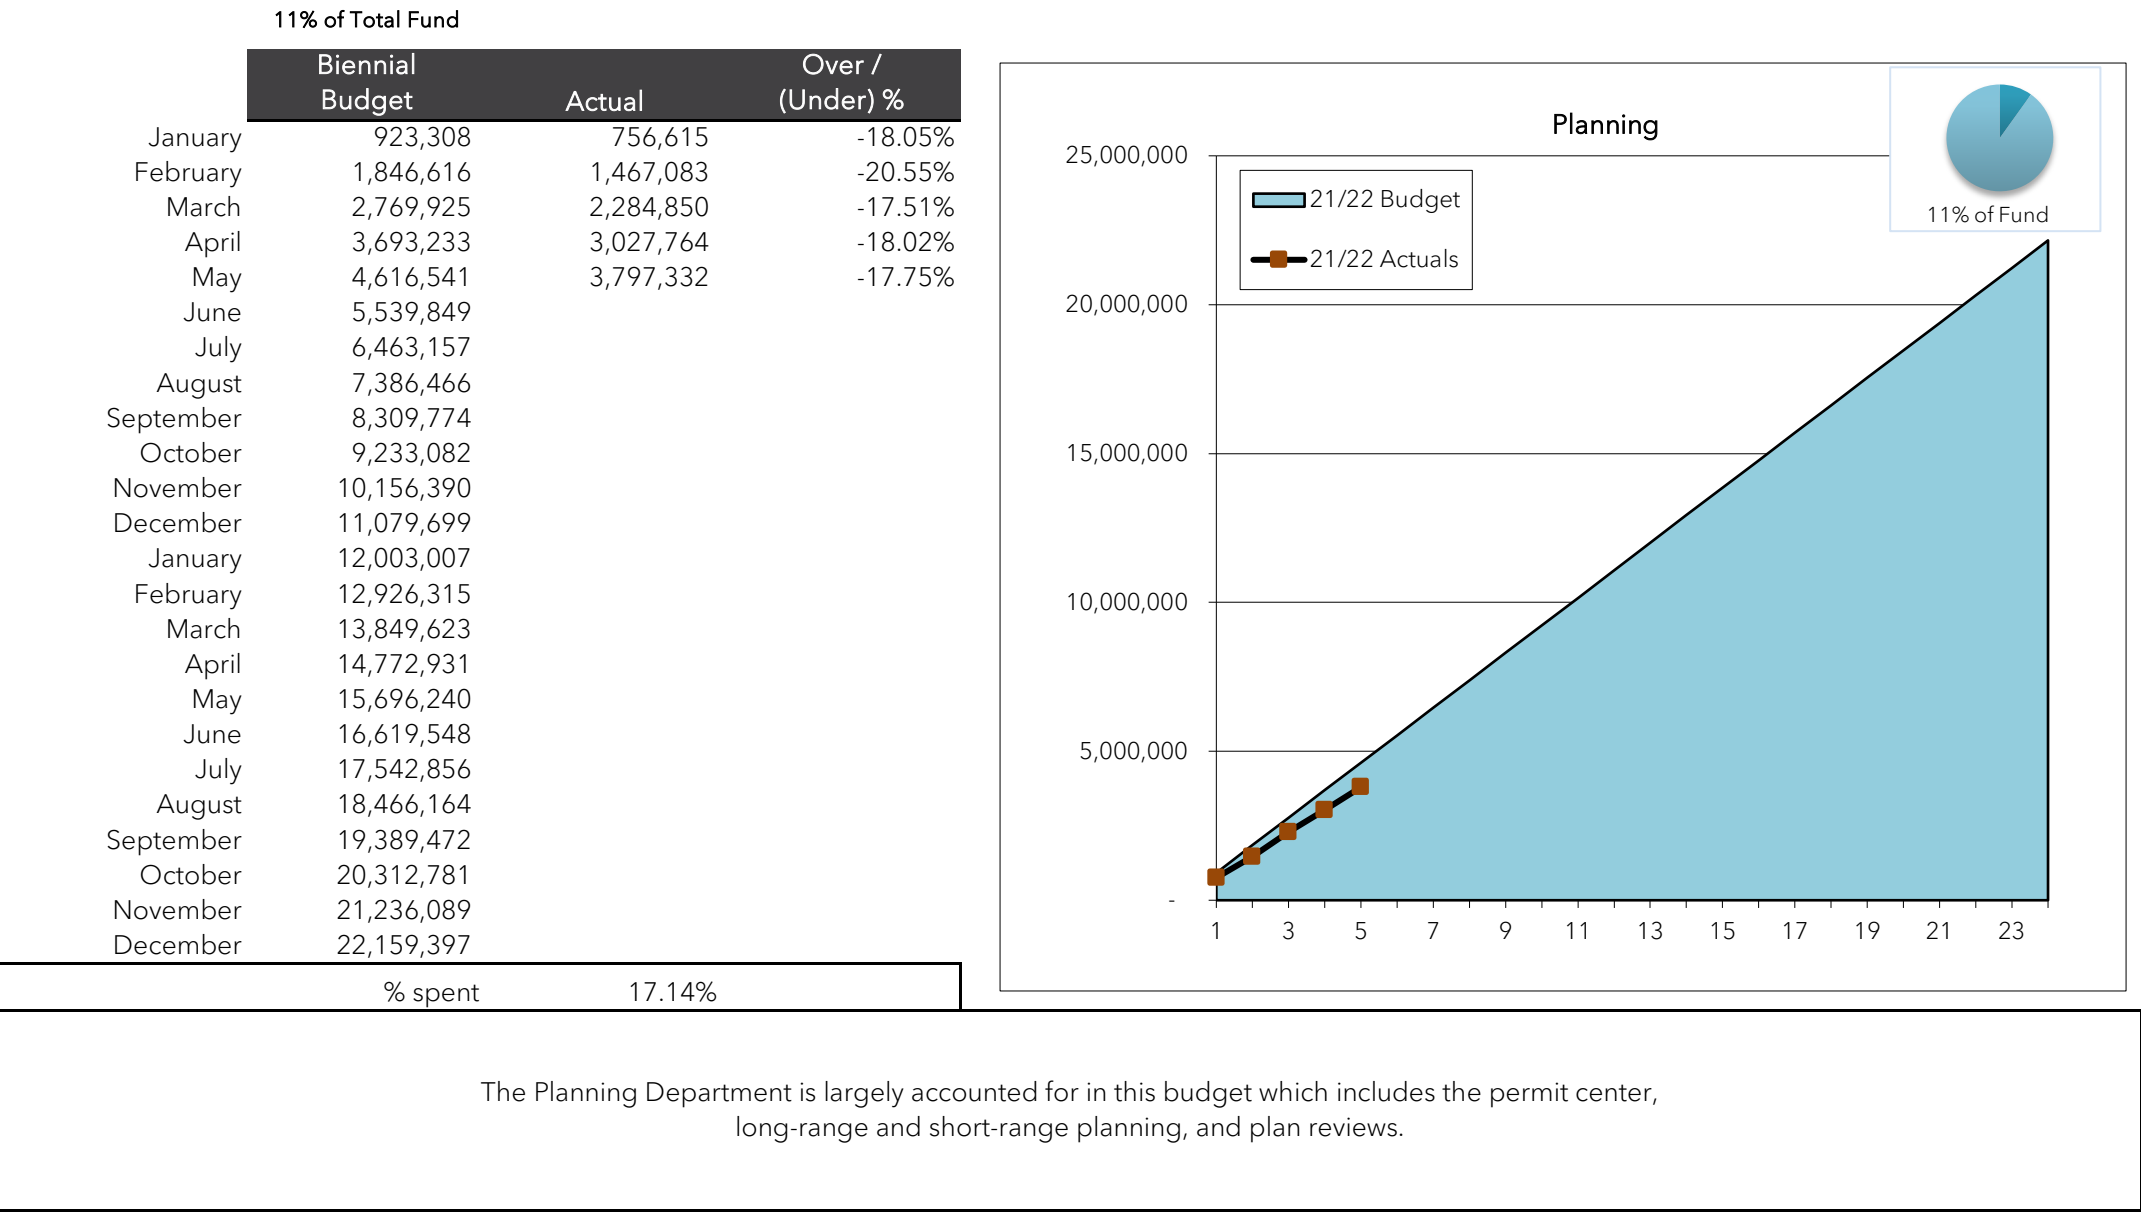 11% of Total Fund
Biennial Budget Actual Over / (Under) %
January 923,308 756,615 -18.05%
February 1,846,616 1,467,083 -20.55%
March 2,769,925 2,284,850 -17.51%
April 3,693,233 3,027,764 -18.02%
May 4,616,541 3,797,332 -17.75%
June 5,539,849
July 6,463,157
August 7,386,466
September 8,309,774
October 9,233,082
November 10,156,390
December 11,079,699
January 12,003,007
February 12,926,315
March 13,849,623
April 14,772,931
May 15,696,240
June 16,619,548
July 17,542,856
August 18,466,164
September 19,389,472
October 20,312,781
November 21,236,089
December 22,159,397
% spent 17.14%
Planning
11% of Fund
21/22 Budget
21/22 Actuals
25,000,000
20,000,000
15,000,000
10,000,000
5,000,000
-
1 3 5 7 9 11 13 15 17 19 21 23
The Planning Department is largely accounted for in this budget which includes the permit center,
long-range and short-range planning, and plan reviews.